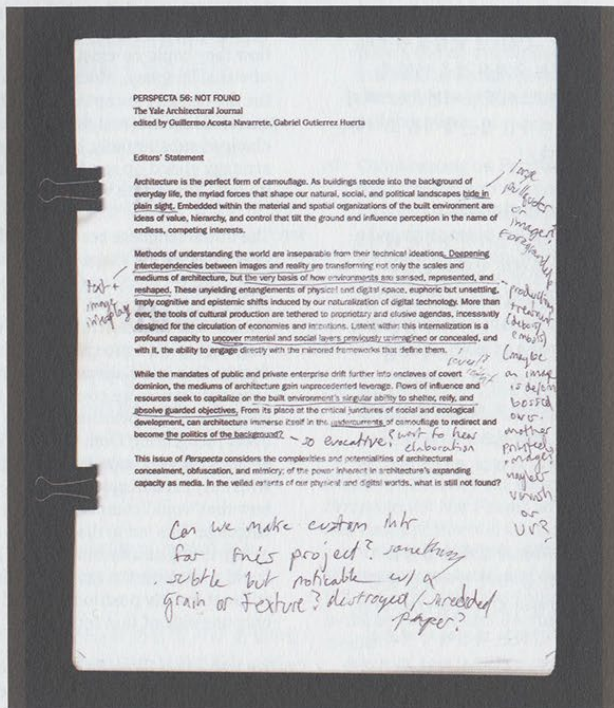 PERSPECTA 56: NOT FOUND
The Yale Architectural Journal
edited by Guillermo Acosta Navarrete, Gabriel Gutierrez Huerta
Editors' Statement
Architecture is the perfect form of camouflage. As buildings recede into the background of
everyday life, the myriad forces that shape our natural, social, and political landscapes hide in
plain sight. Embedded within the material and spatial organizations of the built environment are
ideas of value, hierarchy, and control that tilt the ground and influence perception in the name of
endless, competing interests.
Methods of understanding the world are inseparable from their technical ideations. Deepening
interdependencies between images and reality are transforming not only the scales and
mediums of architecture, but the very basis of how environments are sensed, represented, and
reshaped. These unyielding entanglements of physical and digital space, euphoric but unsettling,
imply cognitive and epistemic shifts induced by our naturalization of digital technology. More than
ever, the tools of cultural production are tethered to proprietary and elusive agendas, incessantly
designed for the circulation of economies and intentions. Latent within this internalization is a
profound capacity to uncover material and social layers previously unimagined or concealed, and
with it, the ability to engage directly with the mirrored frameworks that define them.
While the mandates of public and private enterprise drift further into enclaves of covert
dominion, the mediums of architecture gain unprecedented leverage. Flows of influence and
resources seek to capitalize on the built environment's singular ability to shelter, reify, and
absolve guarded objectives. From its place at the critical junctures of social and ecological
development, can architecture immerse itself in the undercurrents of camouflage to redirect and
become the politics of the background?
- so evocative! want to hear
elaboration
This issue of Perspecta considers the complexities and potentialities of architectural
concealment, obfuscation, and mimicry; of the power inherent in architecture's expanding
capacity as media. In the veiled extents of our physical and digital worlds, what is still not found?
text +
image
interplay
large
or
images?
production
treatment
(maybe
an image
is
bossed
over
another
printed
image?
maybe
varnish
or
UV?
Can we make custom
for this project? something
subtle but noticable w/ a
grain or texture? destroyed/shredded
paper?